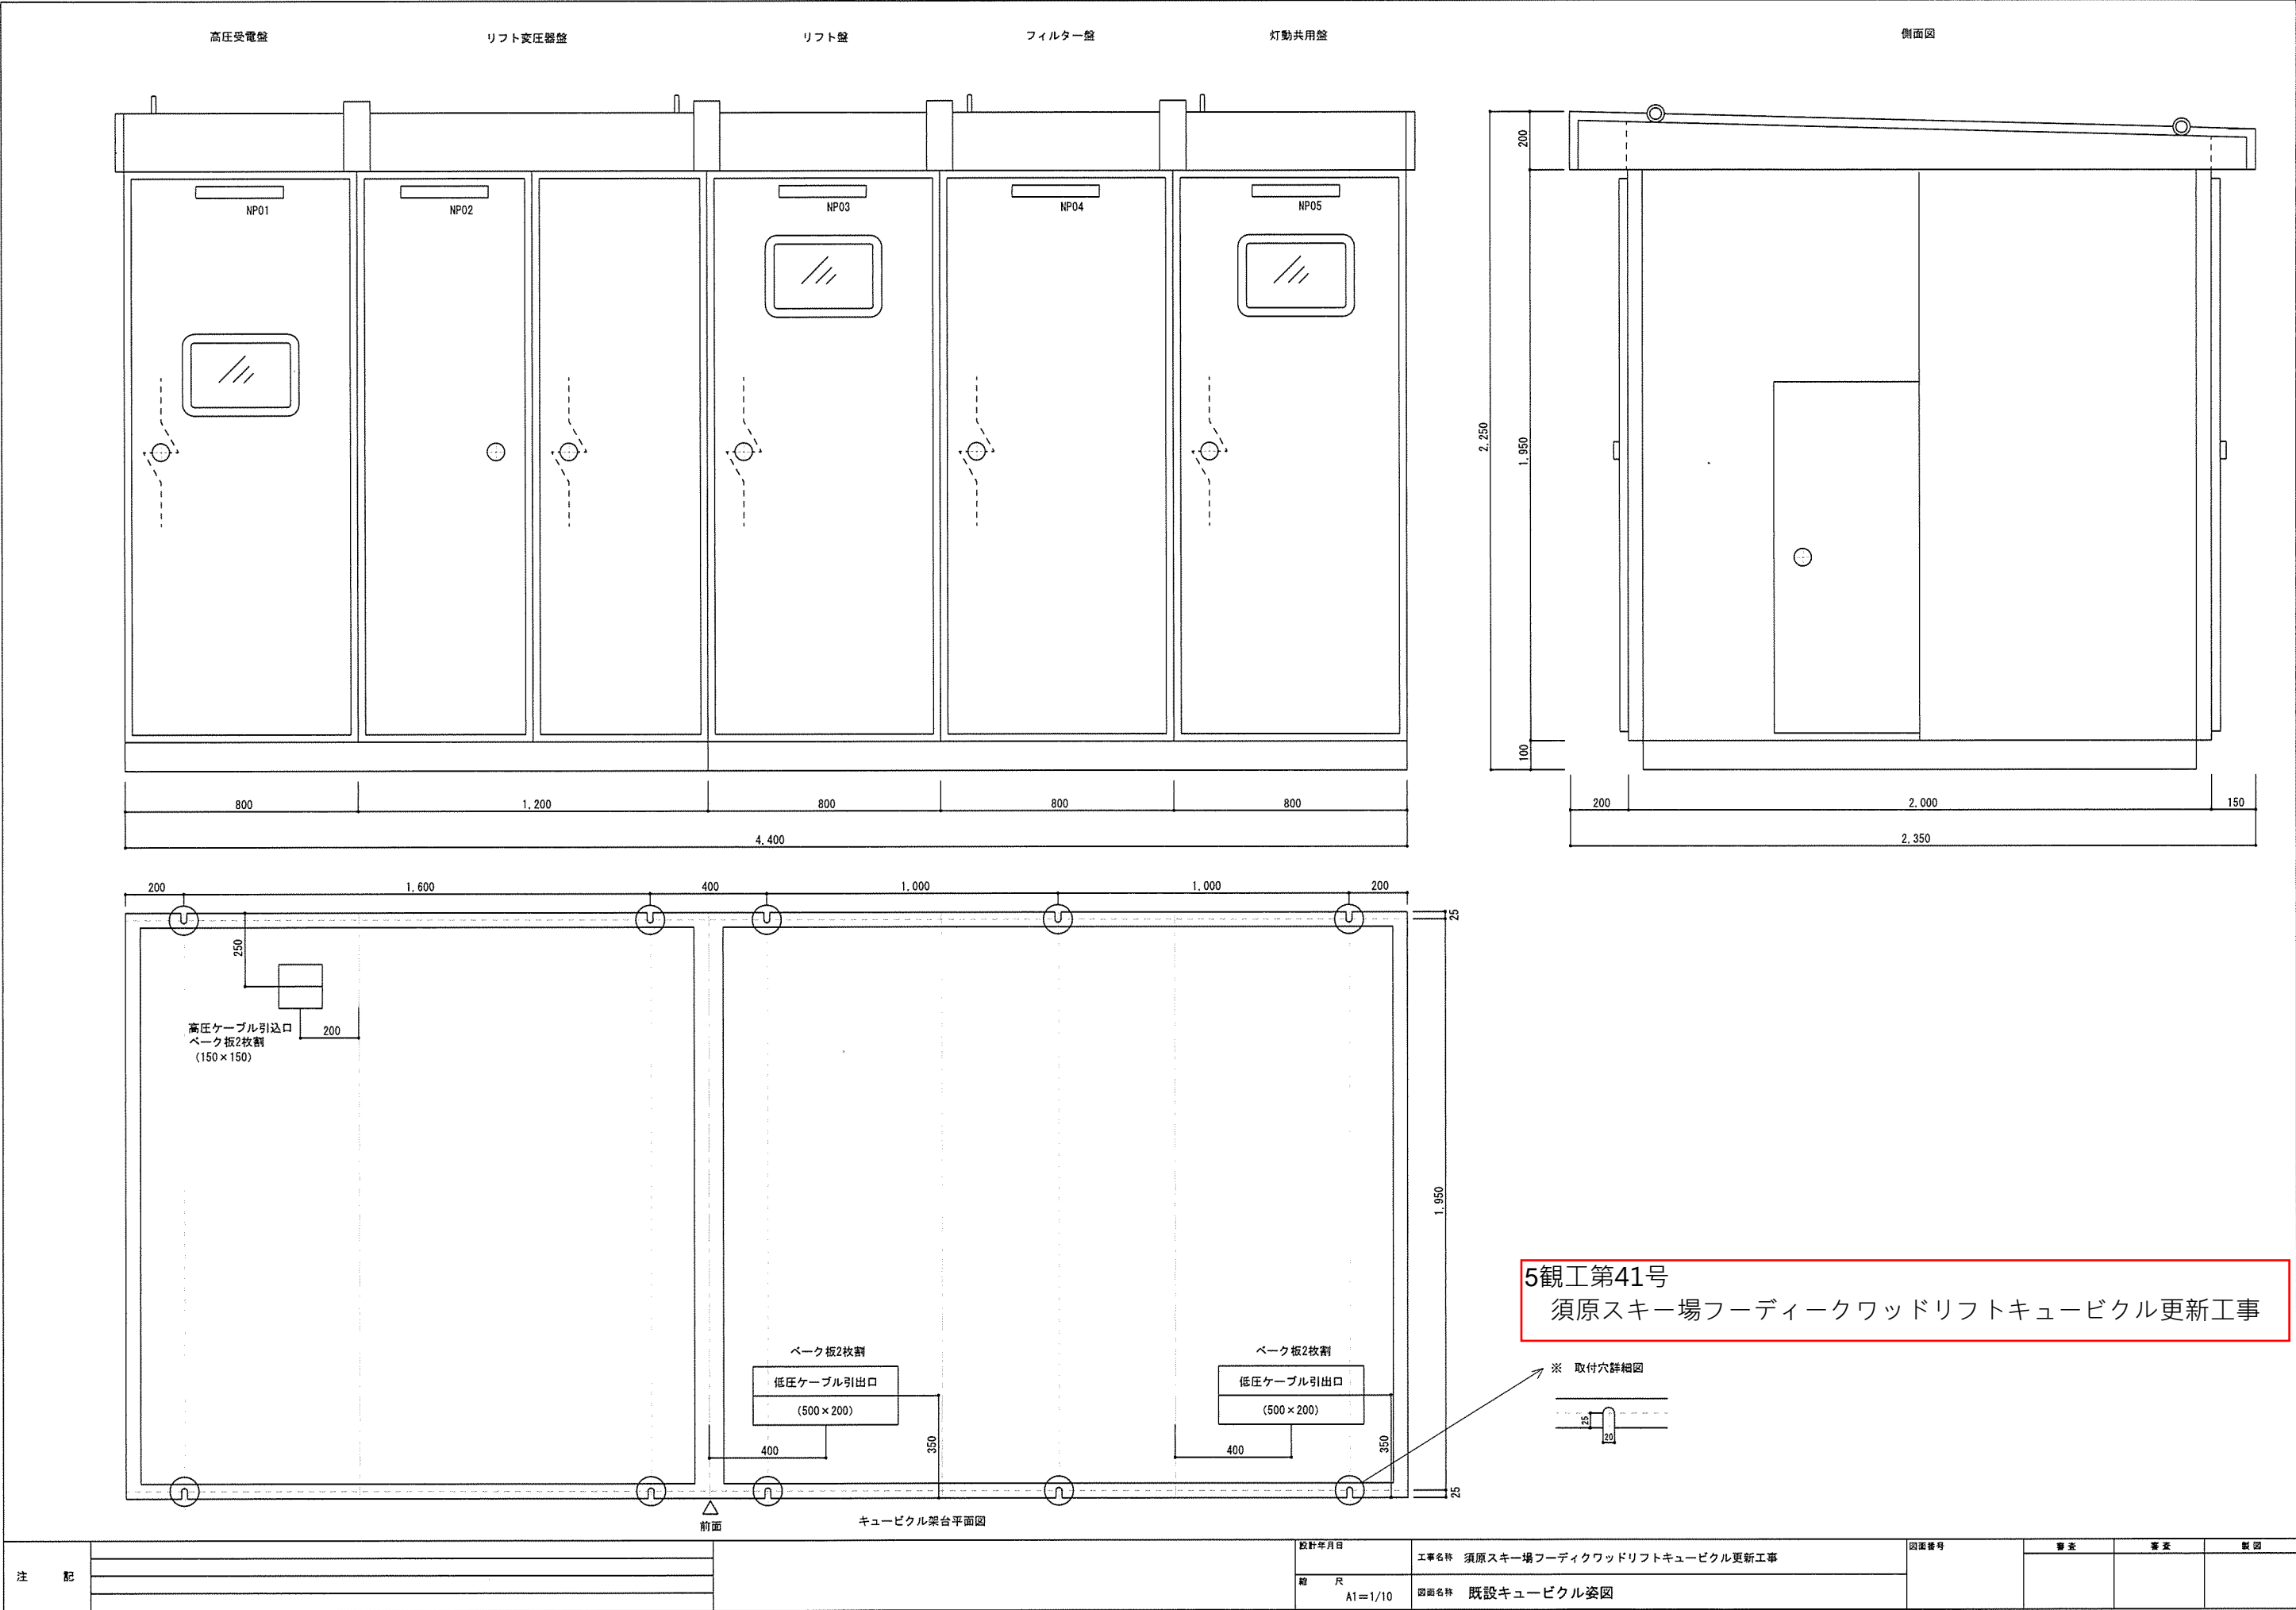 高圧受電盤
リフト変圧器盤
リフト盤
フィルター盤
灯動共用盤
側面図
NP01
NP02
NP03
NP04
NP05
200
2,250
1,950
100
800
1,200
800
800
800
4,400
200
2,000
150
2,350
200
1,600
400
1,000
1,000
200
25
250
高圧ケーブル引込口
ベーク板2枚割
(150×150)
200
1,950
5観工第41号
須原スキー場フーディークワッドリフトキュービクル更新工事
ベーク板2枚割
低圧ケーブル引出口
(500×200)
400
350
ベーク板2枚割
低圧ケーブル引出口
(500×200)
400
350
※ 取付穴詳細図
25
20
25
前面
キュービクル架台平面図
注 記
設計年月日
縮 尺
A1=1/10
工事名称 須原スキー場フーディクワッドリフトキュービクル更新工事
図面名称 既設キュービクル姿図
図面番号
審査
審査
製図